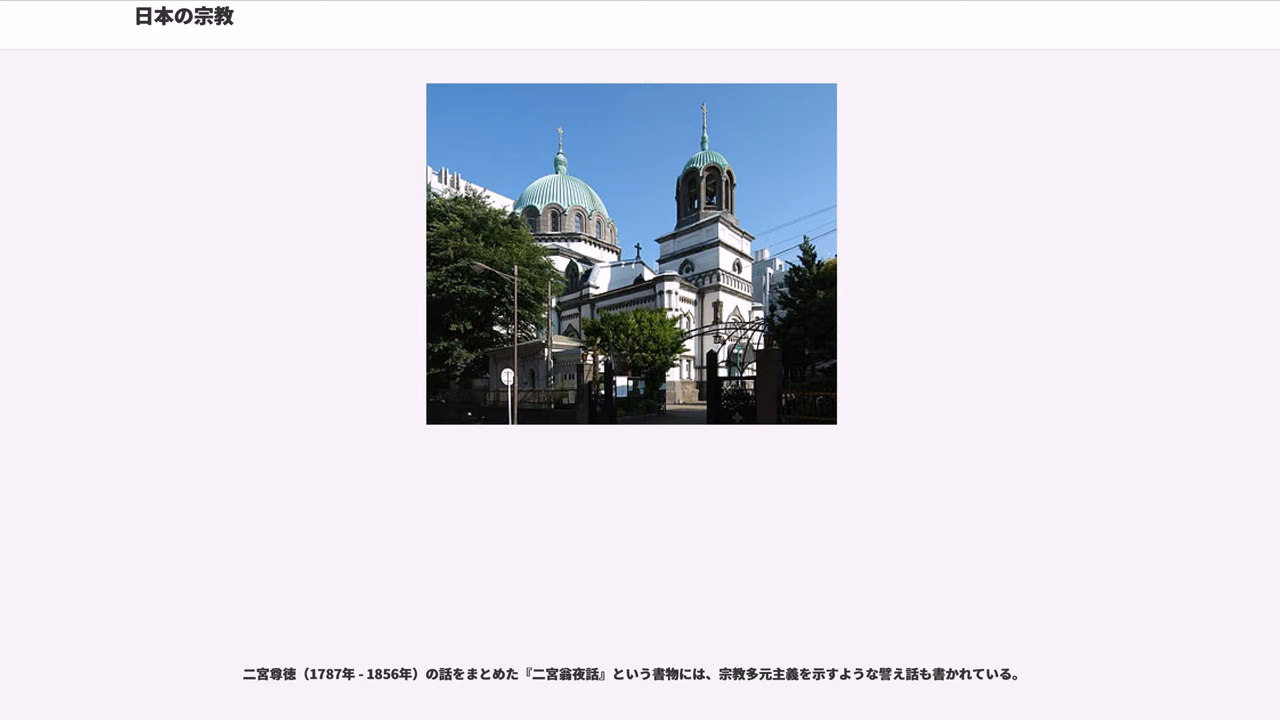 日本の宗教
二宮尊徳（1787年 - 1856年）の話をまとめた『二宮翁夜話』という書物には、宗教多元主義を示すような譬え話も書かれている。